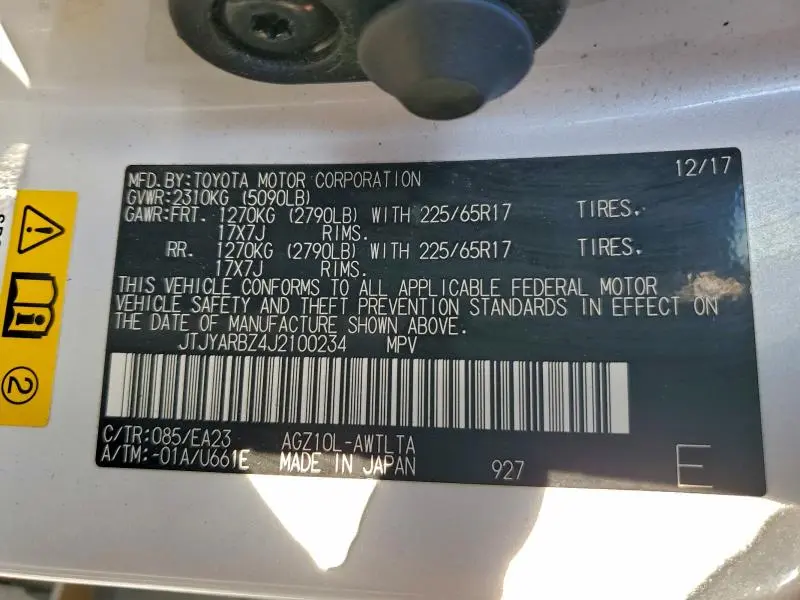 MFD.BY:TOYOTA MOTOR CORPORATION 12/17
GVWR:2310KG (5090LB)
GAWR:FRT. 1270KG (2790LB) WITH 225/65R17 TIRES.
17X7J RIMS.
RR. 1270KG (2790LB) WITH 225/65R17 TIRES.
17X7J RIMS.
THIS VEHICLE CONFORMS TO ALL APPLICABLE FEDERAL MOTOR
VEHICLE SAFETY AND THEFT PREVENTION STANDARDS IN EFFECT ON
THE DATE OF MANUFACTURE SHOWN ABOVE.
JTJYARBZ4J2100234 MPV
C/TR:085/EA23 AGZ10L-AWTLTA
A/TM:-01A/U661E MADE IN JAPAN 927 E
2